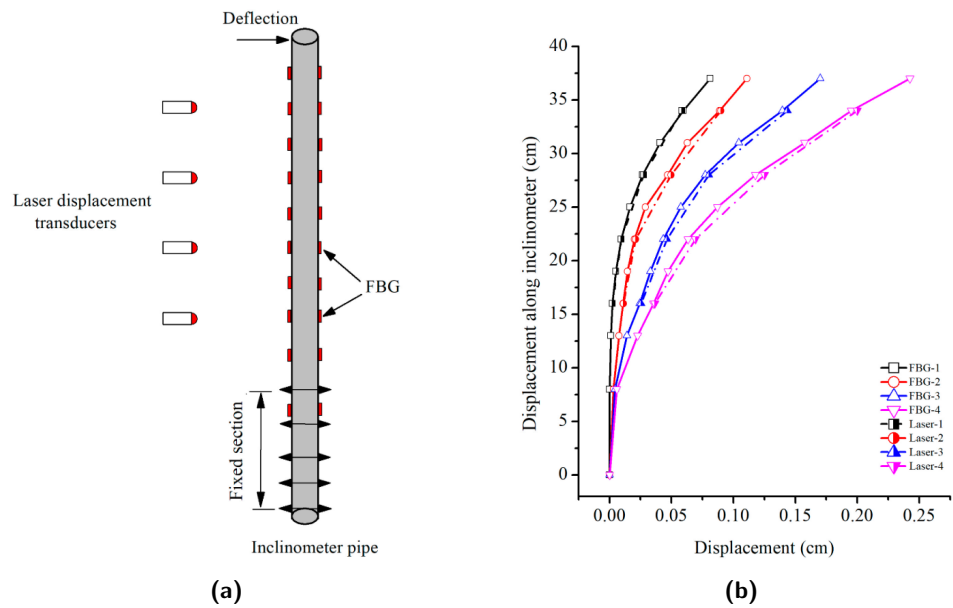 Deflection
Laser displacement
transducers
FBG
Fixed section
Inclinometer pipe
(a)
Displacement along inclinometer (cm)
40
35
30
25
20
15
10
5
0
0.00 0.05 0.10 0.15 0.20 0.25
Displacement (cm)
FBG-1
FBG-2
FBG-3
FBG-4
Laser-1
Laser-2
Laser-3
Laser-4
(b)